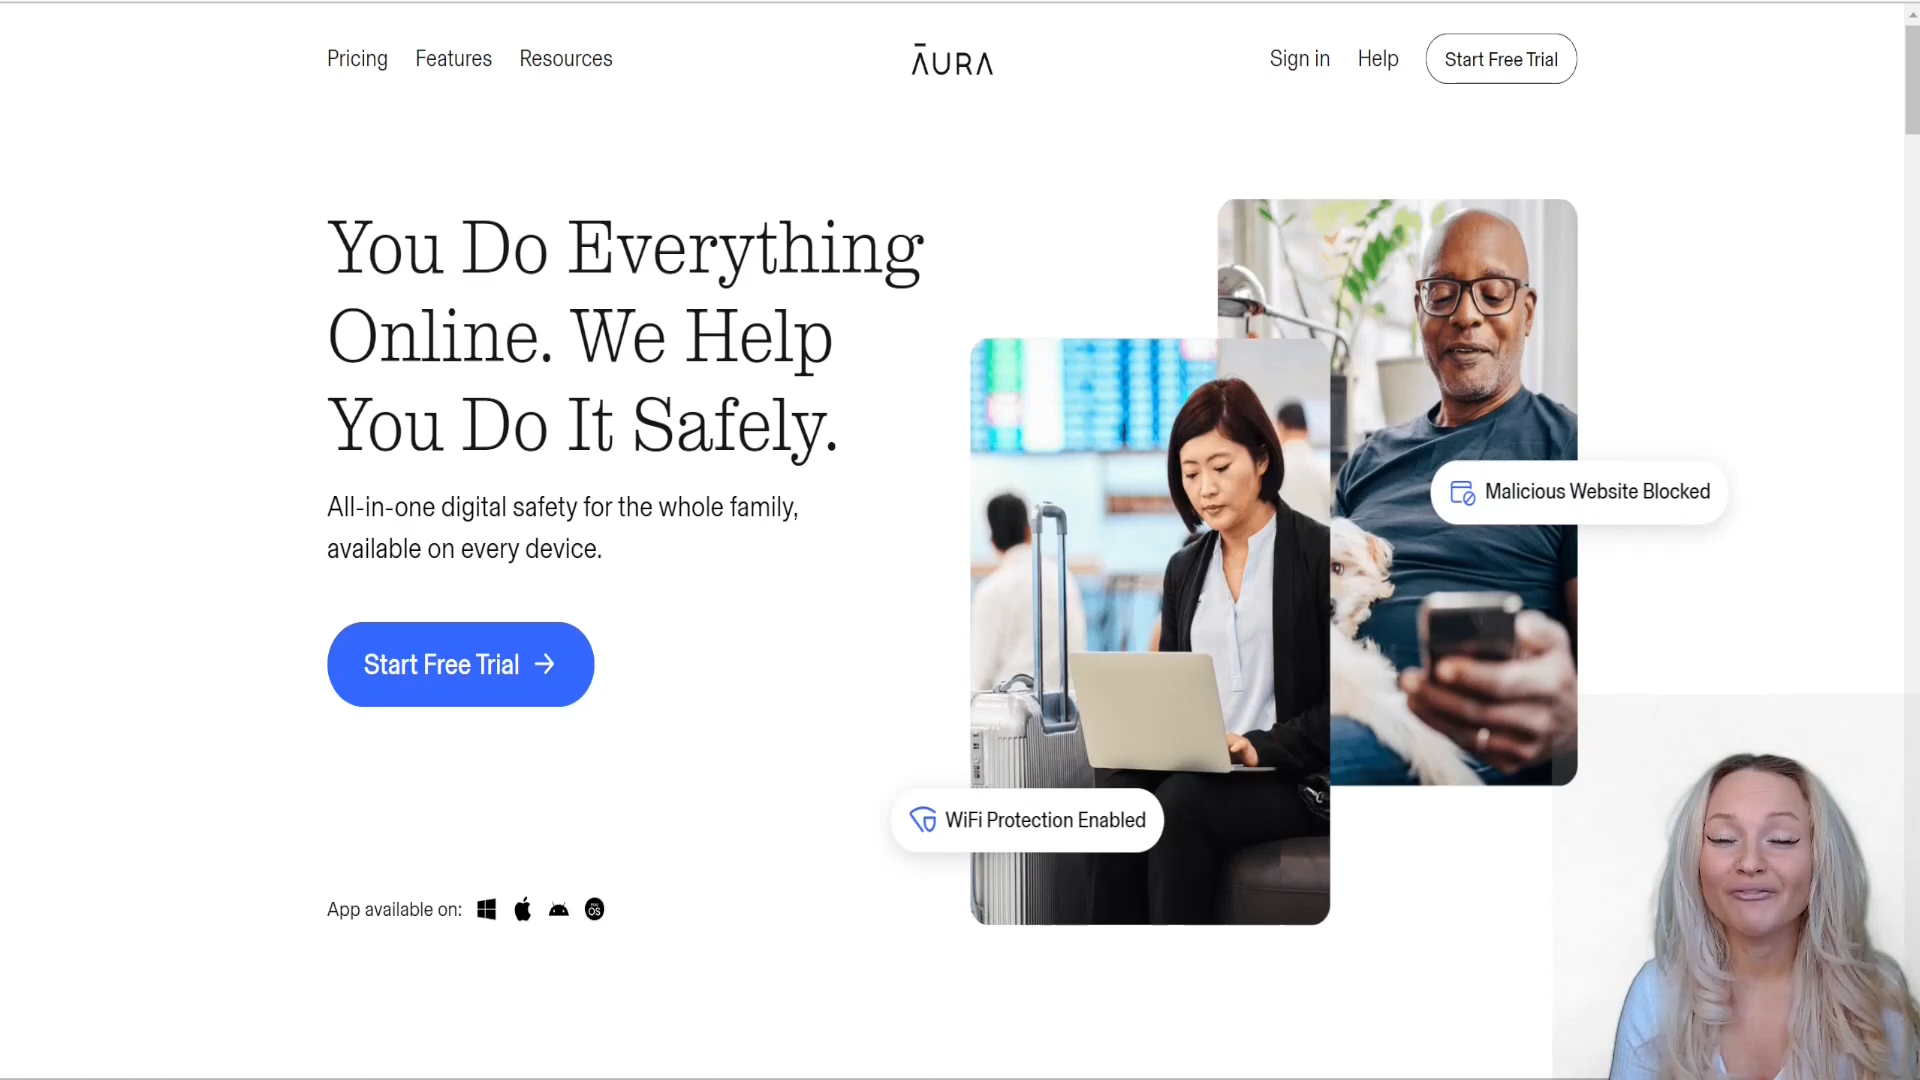 Pricing Features Resources
ĀURA
Sign in Help Start Free Trial
You Do Everything
Online. We Help
You Do It Safely.
All-in-one digital safety for the whole family,
available on every device.
Start Free Trial →
Malicious Website Blocked
WiFi Protection Enabled
App available on: